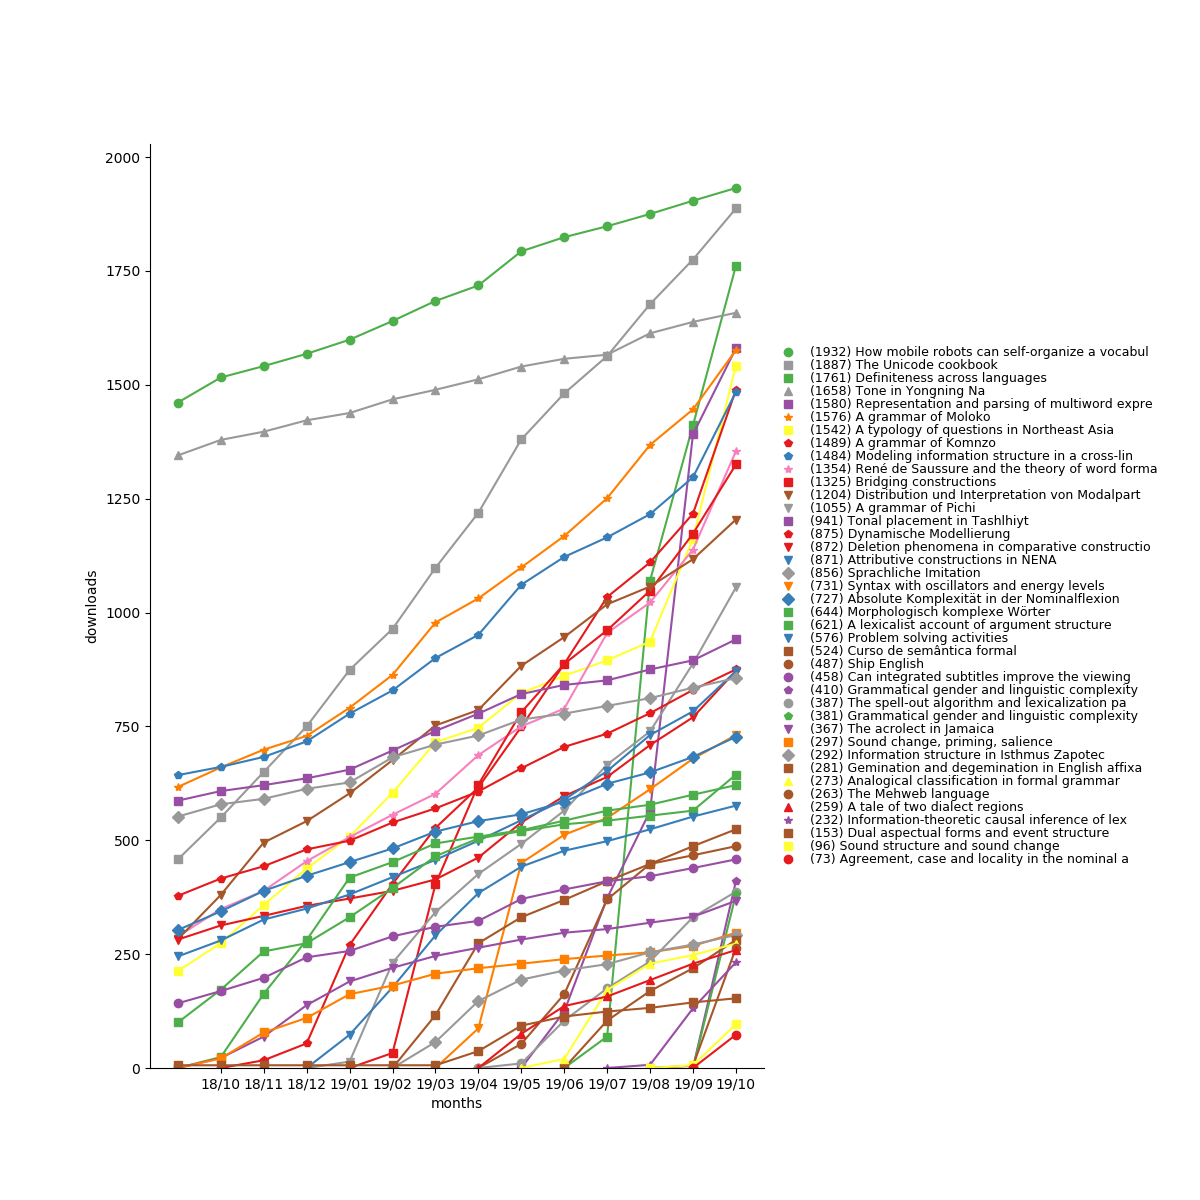 2000
1750
1500
1250
1000
750
500
250
0
downloads
18/10 18/11 18/12 19/01 19/02 19/03 19/04 19/05 19/06 19/07 19/08 19/09 19/10
months
(1932) How mobile robots can self-organize a vocabul
(1887) The Unicode cookbook
(1761) Definiteness across languages
(1658) Tone in Yongning Na
(1580) Representation and parsing of multiword expre
(1576) A grammar of Moloko
(1542) A typology of questions in Northeast Asia
(1489) A grammar of Komnzo
(1484) Modeling information structure in a cross-lin
(1354) René de Saussure and the theory of word forma
(1325) Bridging constructions
(1204) Distribution und Interpretation von Modalpart
(1055) A grammar of Pichi
(941) Tonal placement in Tashlhiyt
(875) Dynamische Modellierung
(872) Deletion phenomena in comparative constructio
(871) Attributive constructions in NENA
(856) Sprachliche Imitation
(731) Syntax with oscillators and energy levels
(727) Absolute Komplexität in der Nominalflexion
(644) Morphologisch komplexe Wörter
(621) A lexicalist account of argument structure
(576) Problem solving activities
(524) Curso de semântica formal
(487) Ship English
(458) Can integrated subtitles improve the viewing
(410) Grammatical gender and linguistic complexity
(387) The spell-out algorithm and lexicalization pa
(381) Grammatical gender and linguistic complexity
(367) The acrolect in Jamaica
(297) Sound change, priming, salience
(292) Information structure in Isthmus Zapotec
(281) Gemination and degemination in English affixa
(273) Analogical classification in formal grammar
(263) The Mehweb language
(259) A tale of two dialect regions
(232) Information-theoretic causal inference of lex
(153) Dual aspectual forms and event structure
(96) Sound structure and sound change
(73) Agreement, case and locality in the nominal a